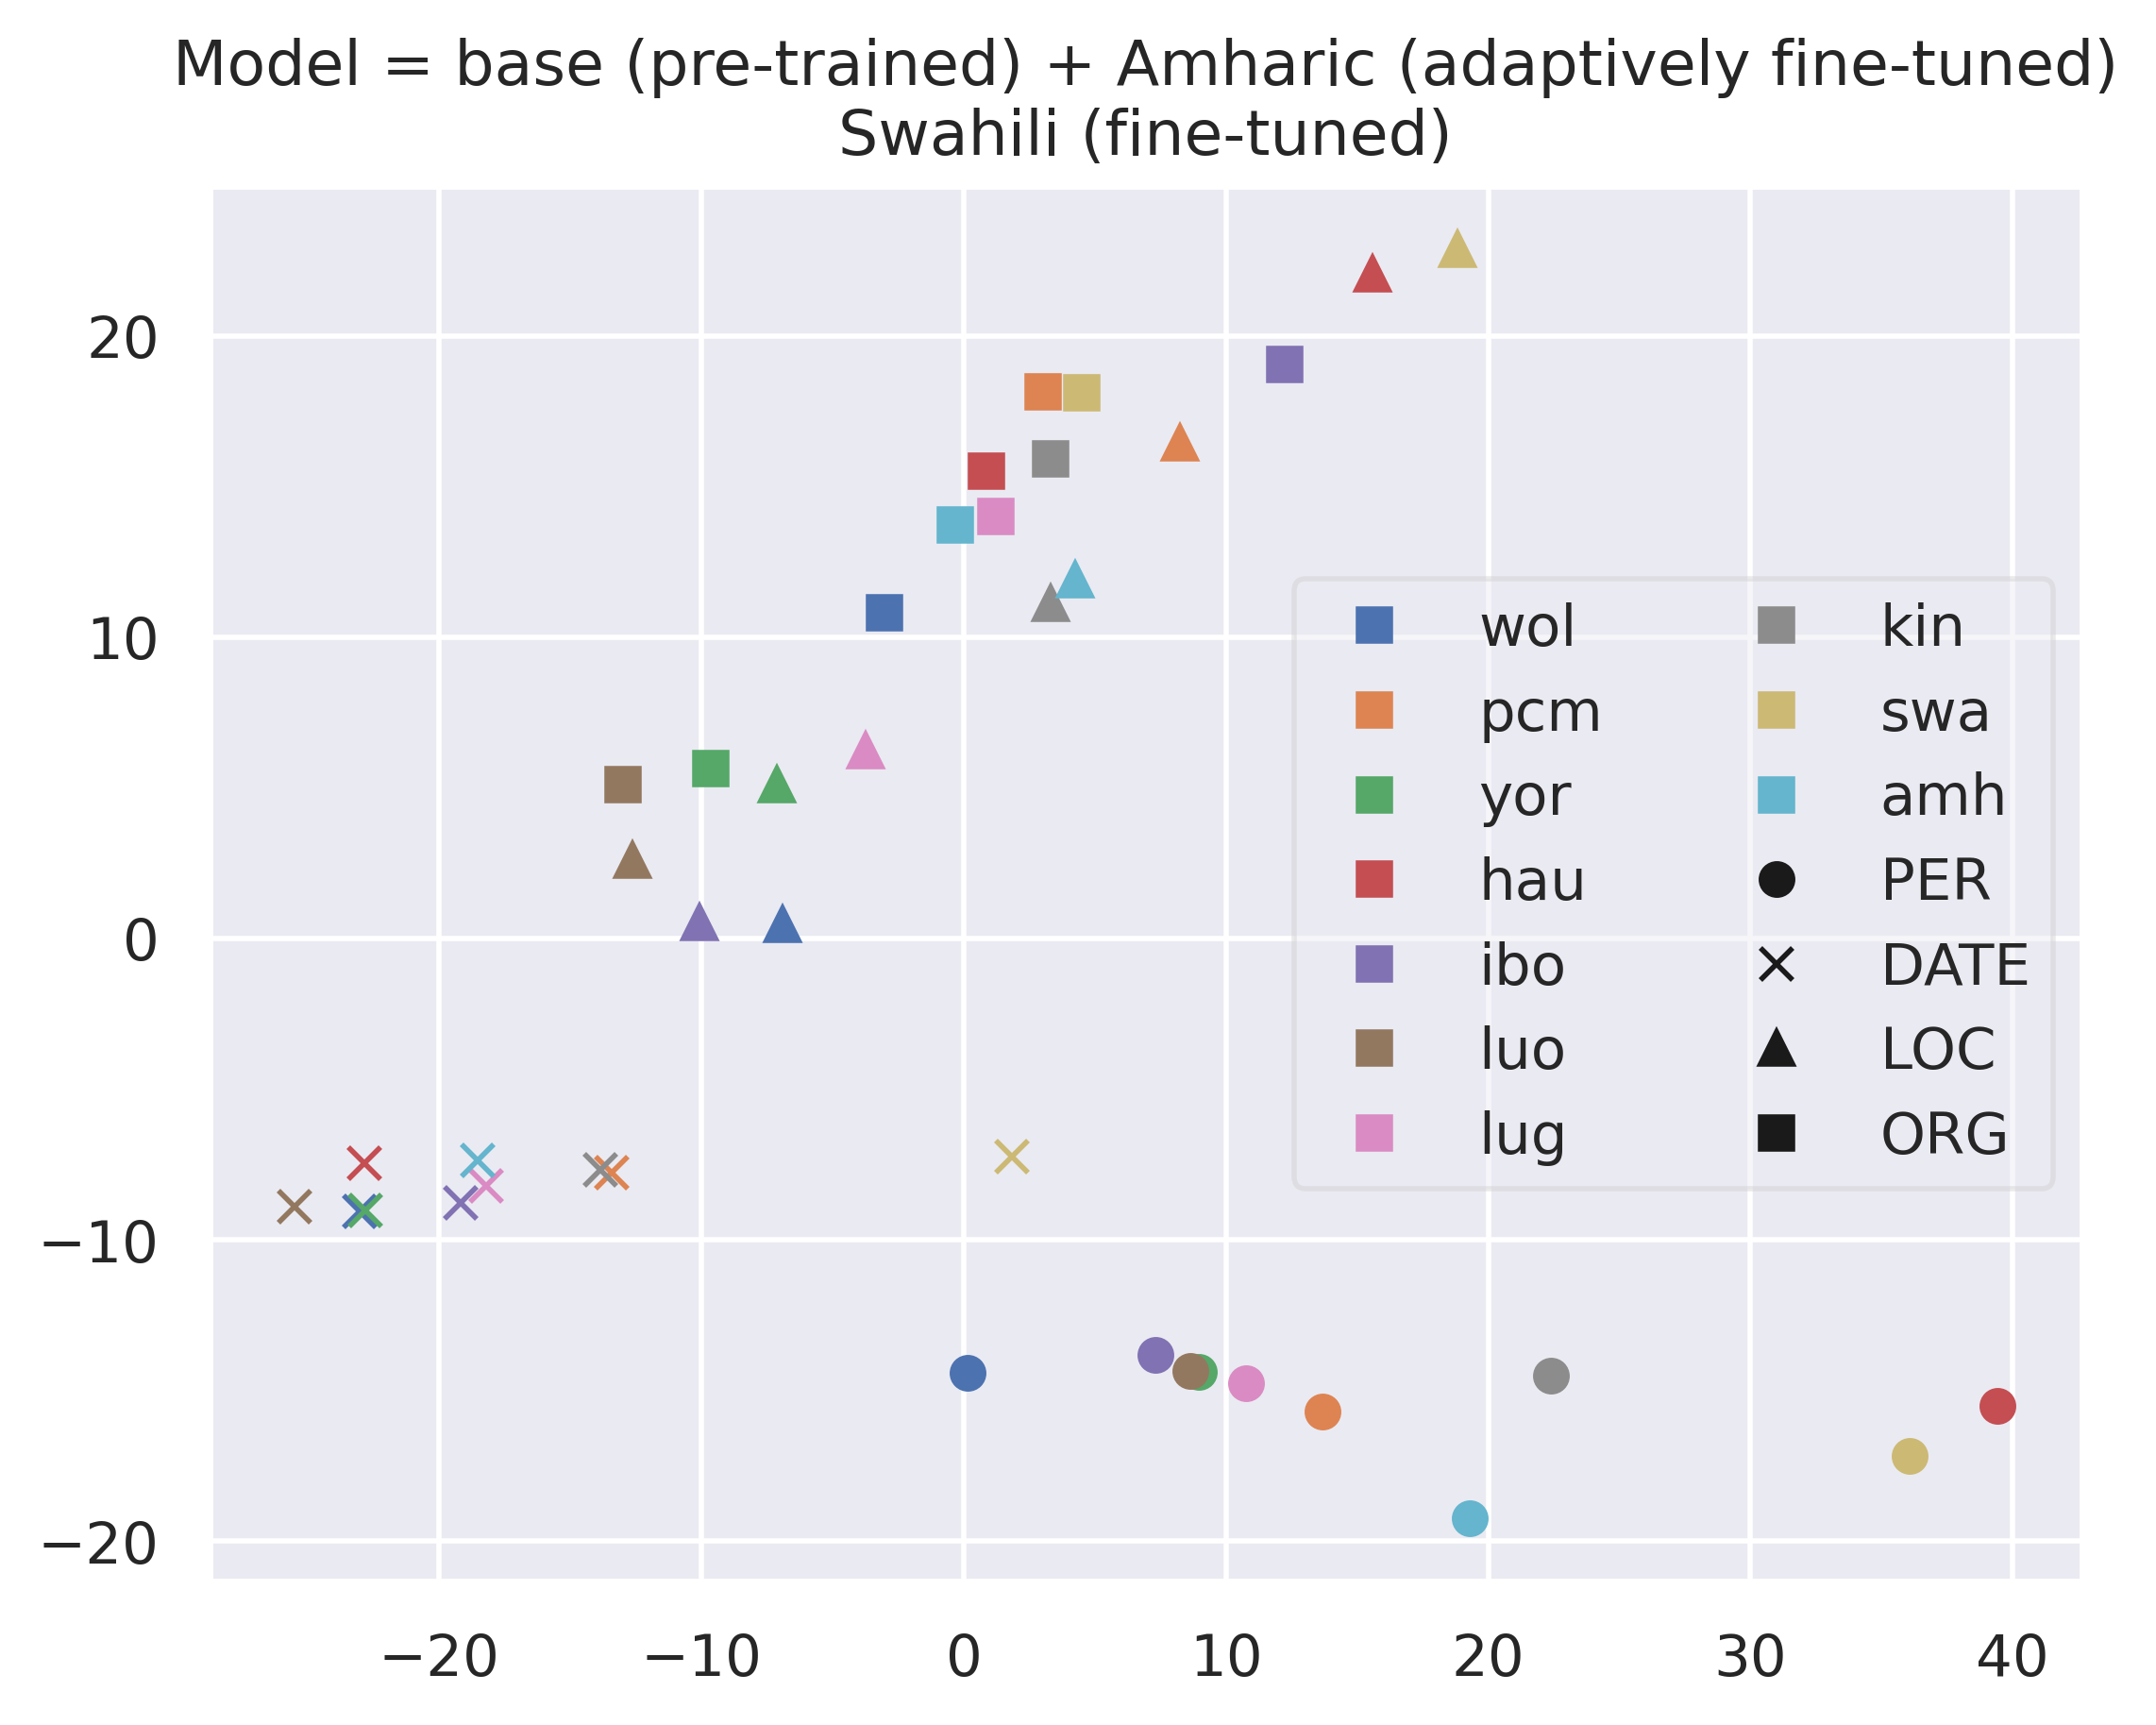 Model = base (pre-trained) + Amharic (adaptively fine-tuned)
Swahili (fine-tuned)
20
10
0
−10
−20
−20
−10
0
10
20
30
40
wol
pcm
yor
hau
ibo
luo
lug
kin
swa
amh
PER
DATE
LOC
ORG